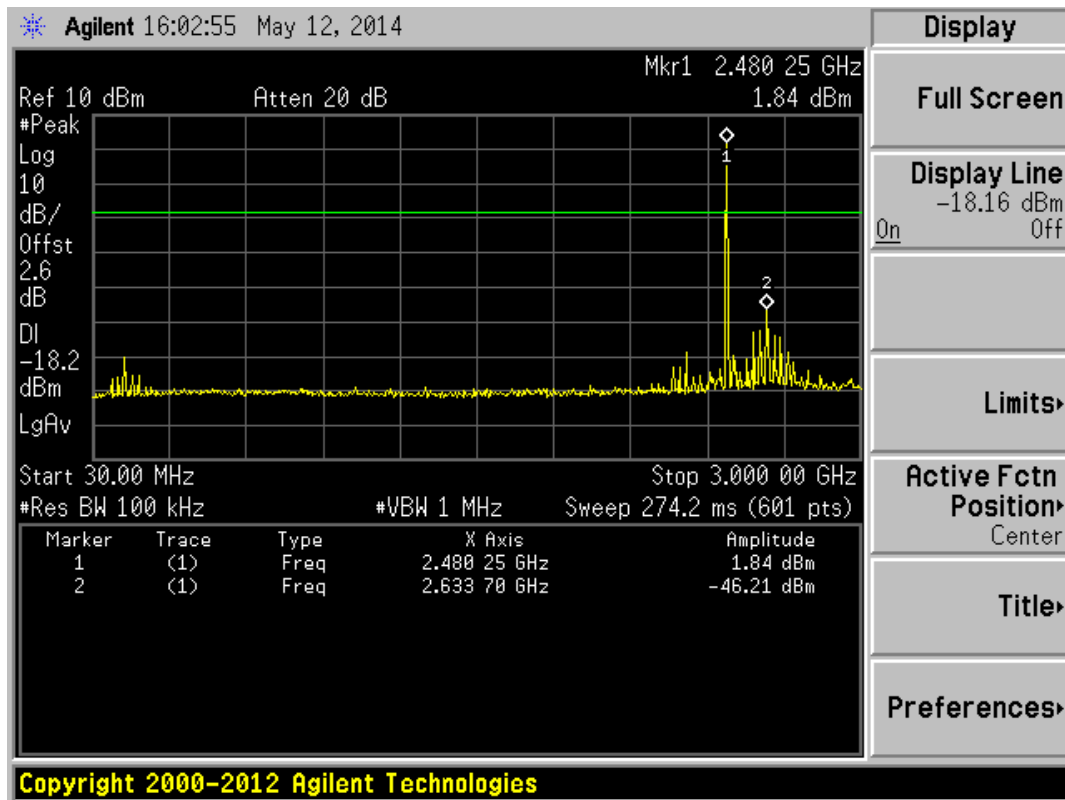 Agilent 16:02:55 May 12, 2014
Display
Mkr1 2.480 25 GHz
Ref 10 dBm Atten 20 dB 1.84 dBm
#Peak
Log
10
dB/
Offst
2.6
dB
DI
-18.2
dBm
LgAv
1
2
Start 30.00 MHz Stop 3.000 00 GHz
#Res BW 100 kHz #VBW 1 MHz Sweep 274.2 ms (601 pts)
Marker Trace Type X Axis Amplitude
1 (1) Freq 2.480 25 GHz 1.84 dBm
2 (1) Freq 2.633 70 GHz -46.21 dBm
Full Screen
Display Line
-18.16 dBm
On Off
Limits
Active Fctn
Position
Center
Title
Preferences
Copyright 2000-2012 Agilent Technologies